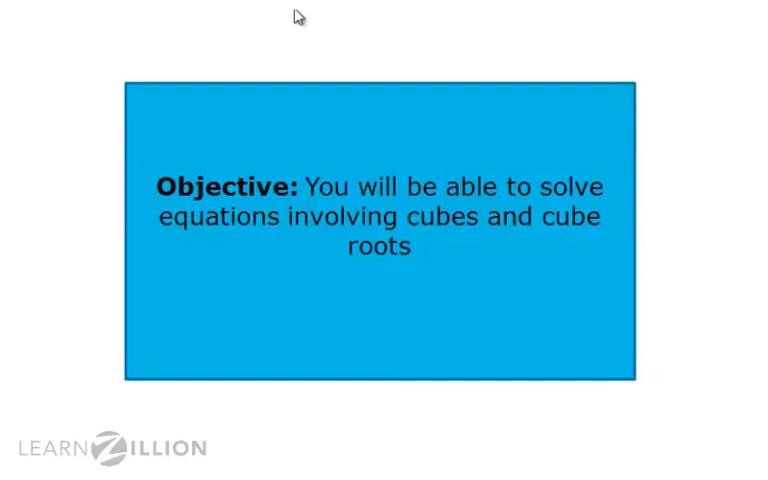 Objective: You will be able to solve
equations involving cubes and cube
roots
LEARNZILLION